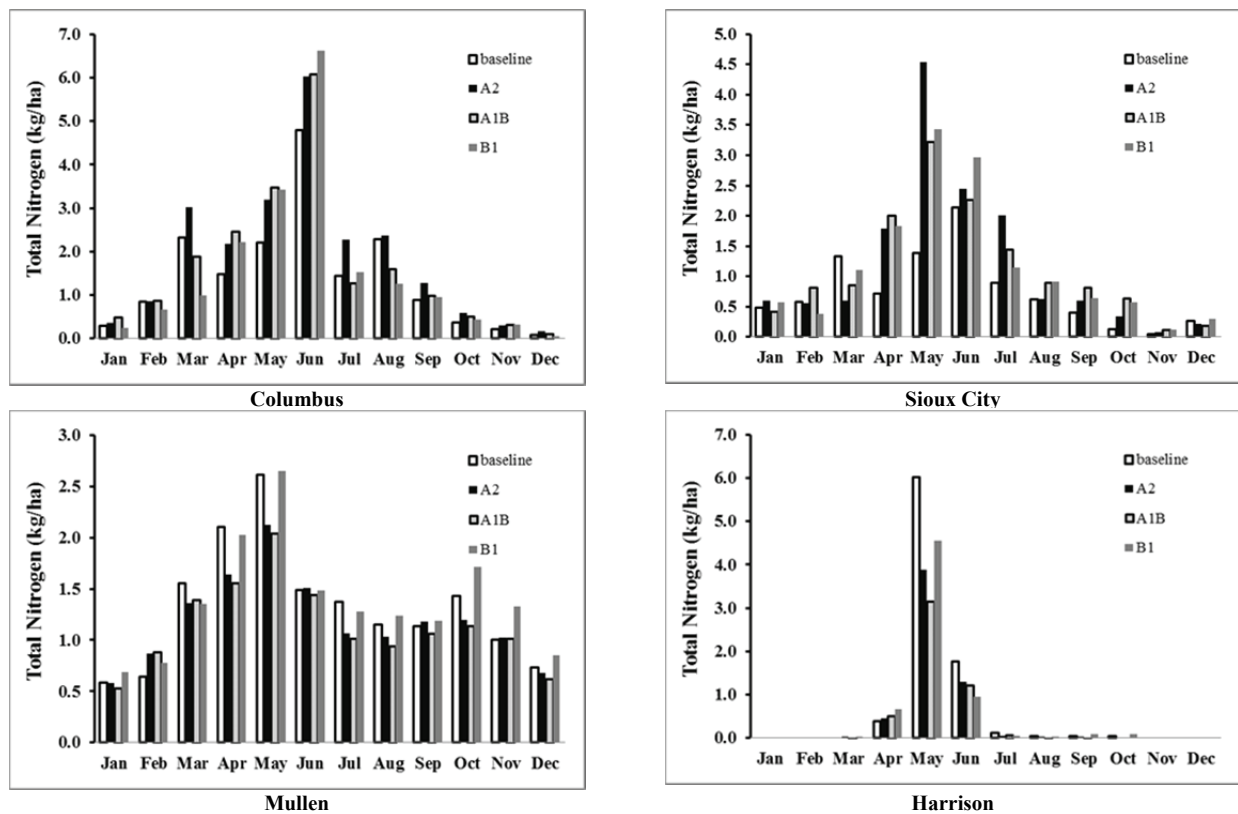 7.0
6.0
5.0
4.0
3.0
2.0
1.0
0.0
Total Nitrogen (kg/ha)
baseline
A2
A1B
B1
Jan Feb Mar Apr May Jun Jul Aug Sep Oct Nov Dec
Columbus
5.0
4.5
4.0
3.5
3.0
2.5
2.0
1.5
1.0
0.5
0.0
Total Nitrogen (kg/ha)
baseline
A2
A1B
B1
Jan Feb Mar Apr May Jun Jul Aug Sep Oct Nov Dec
Sioux City
3.0
2.5
2.0
1.5
1.0
0.5
0.0
Total Nitrogen (kg/ha)
baseline
A2
A1B
B1
Jan Feb Mar Apr May Jun Jul Aug Sep Oct Nov Dec
Mullen
7.0
6.0
5.0
4.0
3.0
2.0
1.0
0.0
Total Nitrogen (kg/ha)
baseline
A2
A1B
B1
Jan Feb Mar Apr May Jun Jul Aug Sep Oct Nov Dec
Harrison